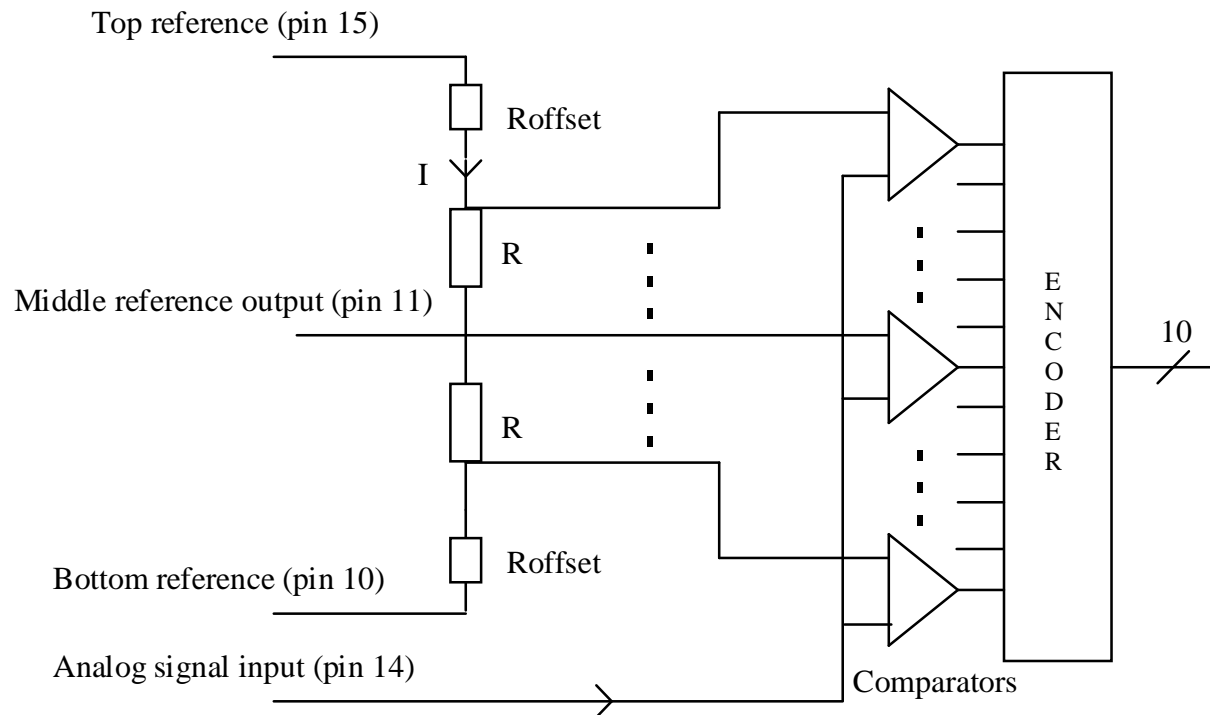 Top reference (pin 15)
Roffset
I
R
Middle reference output (pin 11)
R
Roffset
Bottom reference (pin 10)
Analog signal input (pin 14)
Comparators
ENCODER
10